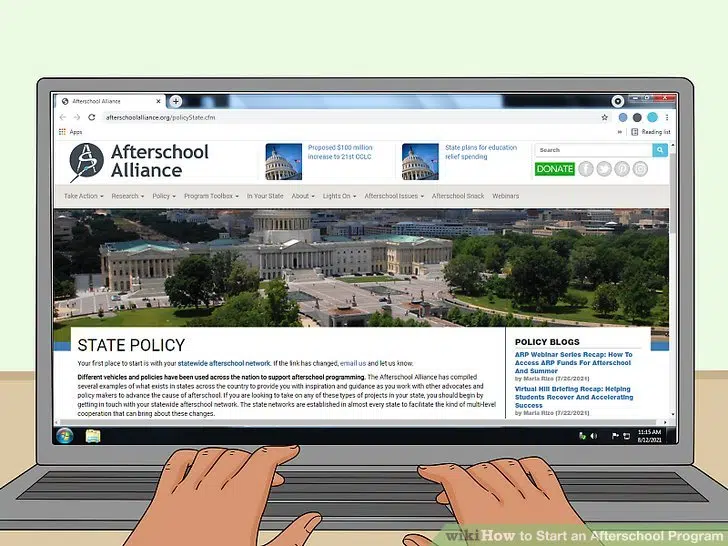 Afterschool Alliance
afterschoolalliance.org/policyState.cfm
Apps
Reading list
Afterschool
Alliance
Proposed $100 million
increase to 21st CCLC
State plans for education
relief spending
Search
DONATE
Take Action Research Policy Program Toolbox In Your State About Lights On Afterschool Issues Afterschool Snack Webinars
STATE POLICY
Your first place to start is with your statewide afterschool network. If the link has changed, email us and let us know.
Different vehicles and policies have been used across the nation to support afterschool programming. The Afterschool Alliance has compiled
several examples of what exists in states across the country to provide you with inspiration and guidance as you work with other advocates and
policy makers to advance the cause of afterschool. If you are looking to take on any of these types of projects in your state, you should begin by
getting in touch with your statewide afterschool network. The state networks are established in almost every state to facilitate the kind of multi-level
cooperation that can bring about these changes.
POLICY BLOGS
ARP Webinar Series Recap: How To
Access ARP Funds For Afterschool
And Summer
by Maria Rizo (7/26/2021)
Virtual Hill Briefing Recap: Helping
Students Recover And Accelerating
Success
by Maria Rizo (7/22/2021)
11:15 AM
8/12/2021
wikiHow to Start an Afterschool Program